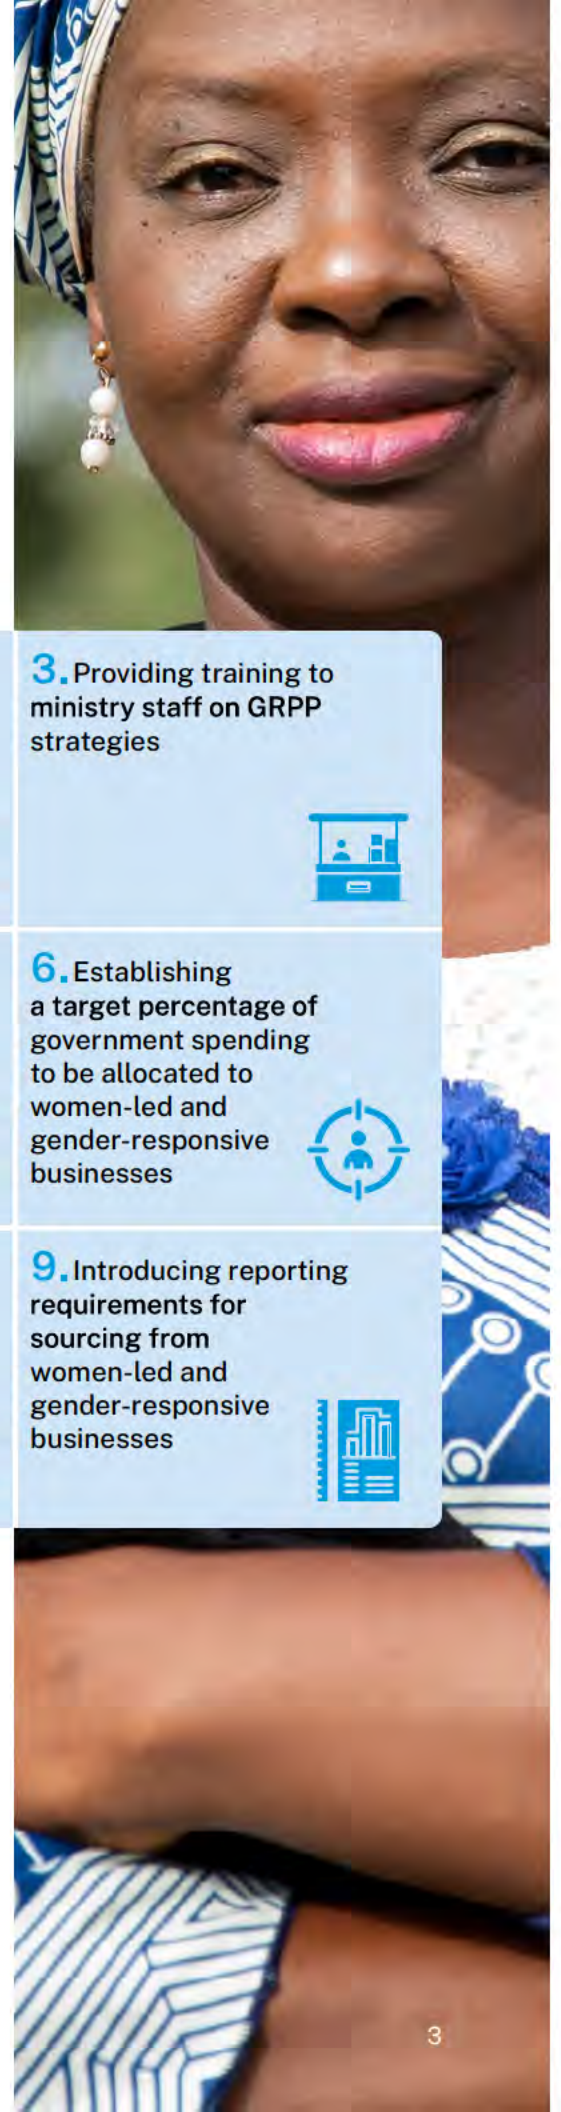 3. Providing training to
ministry staff on GRPP
strategies
6. Establishing
a target percentage of
government spending
to be allocated to
women-led and
gender-responsive
businesses
9. Introducing reporting
requirements for
sourcing from
women-led and
gender-responsive
businesses
3